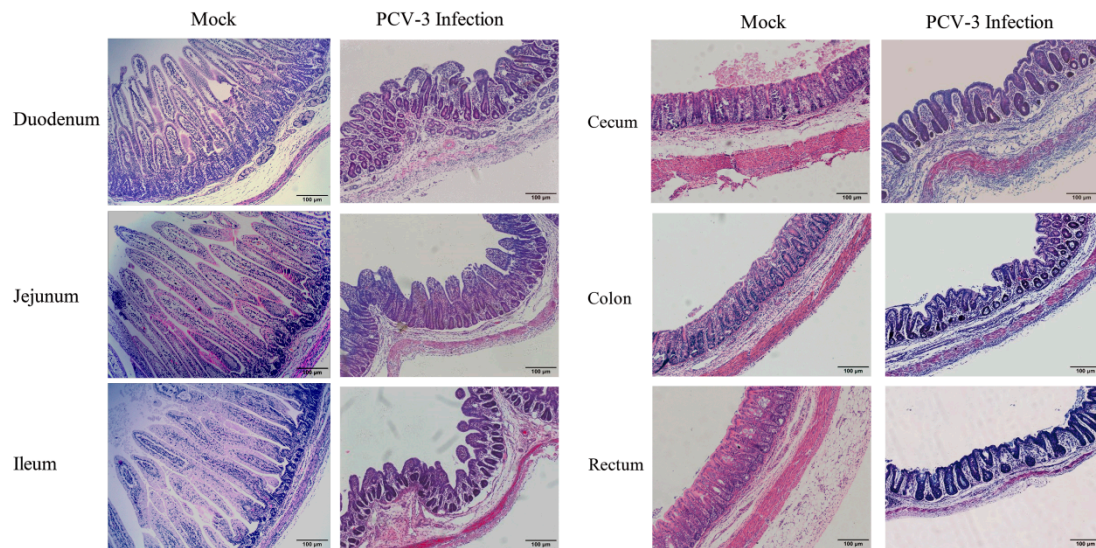 Mock PCV-3 Infection Mock PCV-3 Infection
Duodenum 100 μm 100 μm Cecum 100 μm 100 μm
Jejunum 100 μm 100 μm Colon 100 μm 100 μm
Ileum 100 μm 100 μm Rectum 100 μm 100 μm